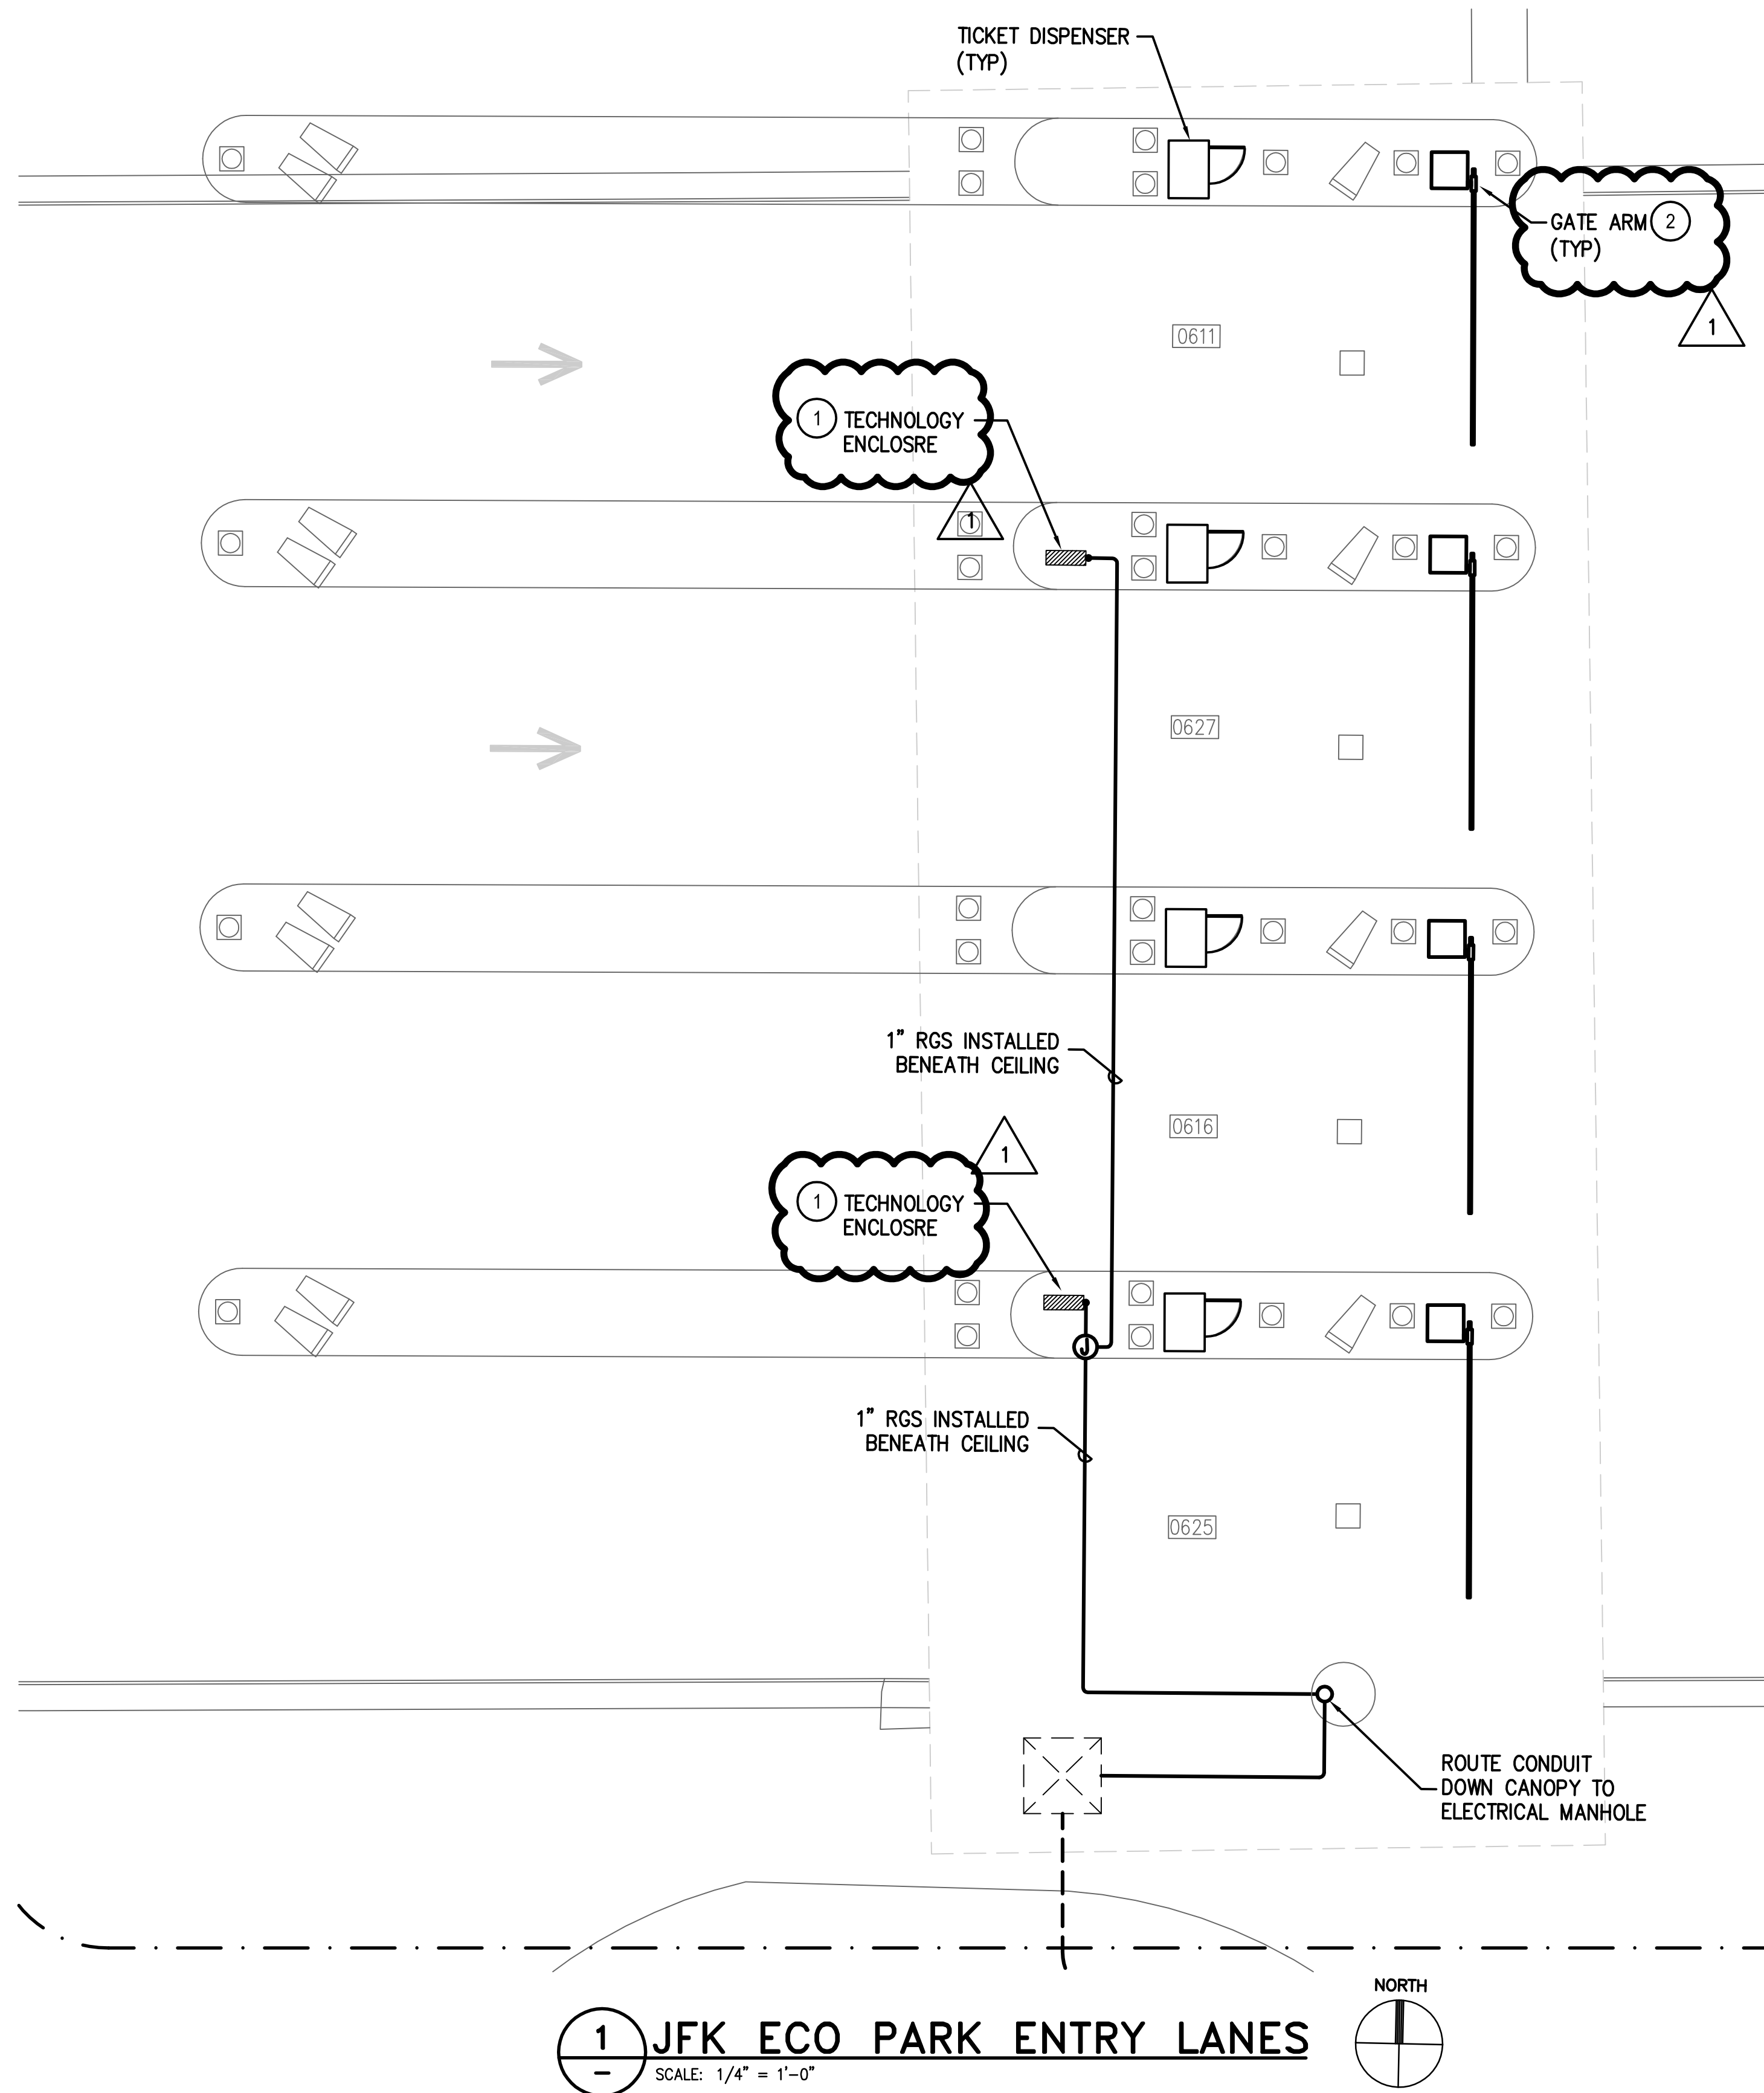 TICKET DISPENSER
(TYP)
GATE ARM 2
(TYP)
1
0611
1 TECHNOLOGY
ENCLOSRE
1
0627
1" RGS INSTALLED
BENEATH CEILING
0616
1
1 TECHNOLOGY
ENCLOSRE
J
1" RGS INSTALLED
BENEATH CEILING
0625
ROUTE CONDUIT
DOWN CANOPY TO
ELECTRICAL MANHOLE
NORTH
1 JFK ECO PARK ENTRY LANES
– SCALE: 1/4" = 1'-0"